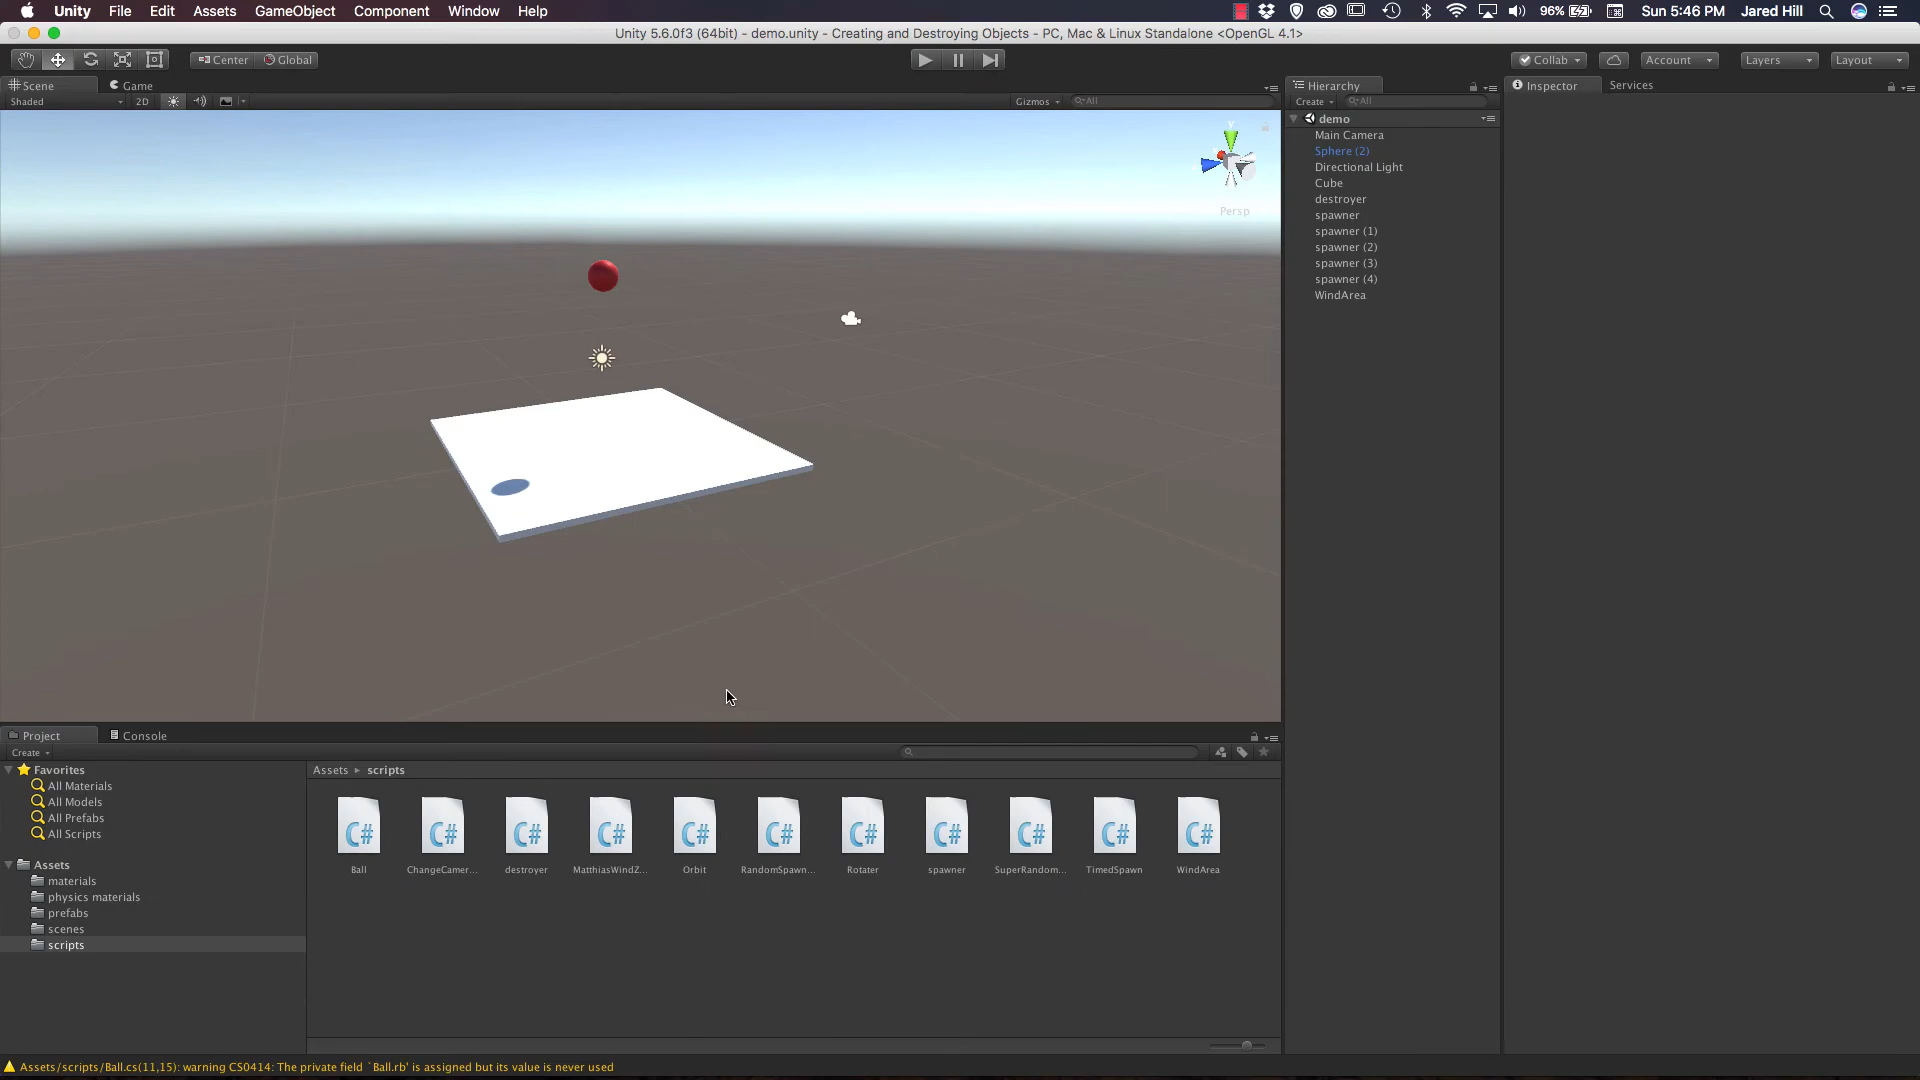 Unity File Edit Assets GameObject Component Window Help 96% Sun 5:46 PM Jared Hill
Unity 5.6.0f3 (64bit) - demo.unity - Creating and Destroying Objects - PC, Mac & Linux Standalone <OpenGL 4.1>
Center Global Collab Account Layers Layout
Scene Game
Shaded 2D Gizmos All
Y
Persp
Hierarchy
Create All
demo
Main Camera
Sphere (2)
Directional Light
Cube
destroyer
spawner
spawner (1)
spawner (2)
spawner (3)
spawner (4)
WindArea
Inspector Services
Project Console
Create
Favorites
All Materials
All Models
All Prefabs
All Scripts
Assets
materials
physics materials
prefabs
scenes
scripts
Assets ▸ scripts
C# C# C# C# C# C# C# C# C# C# C#
Ball ChangeCamer... destroyer MatthiasWindZ... Orbit RandomSpawn... Rotater spawner SuperRandom... TimedSpawn WindArea
Assets/scripts/Ball.cs(11,15): warning CS0414: The private field `Ball.rb' is assigned but its value is never used